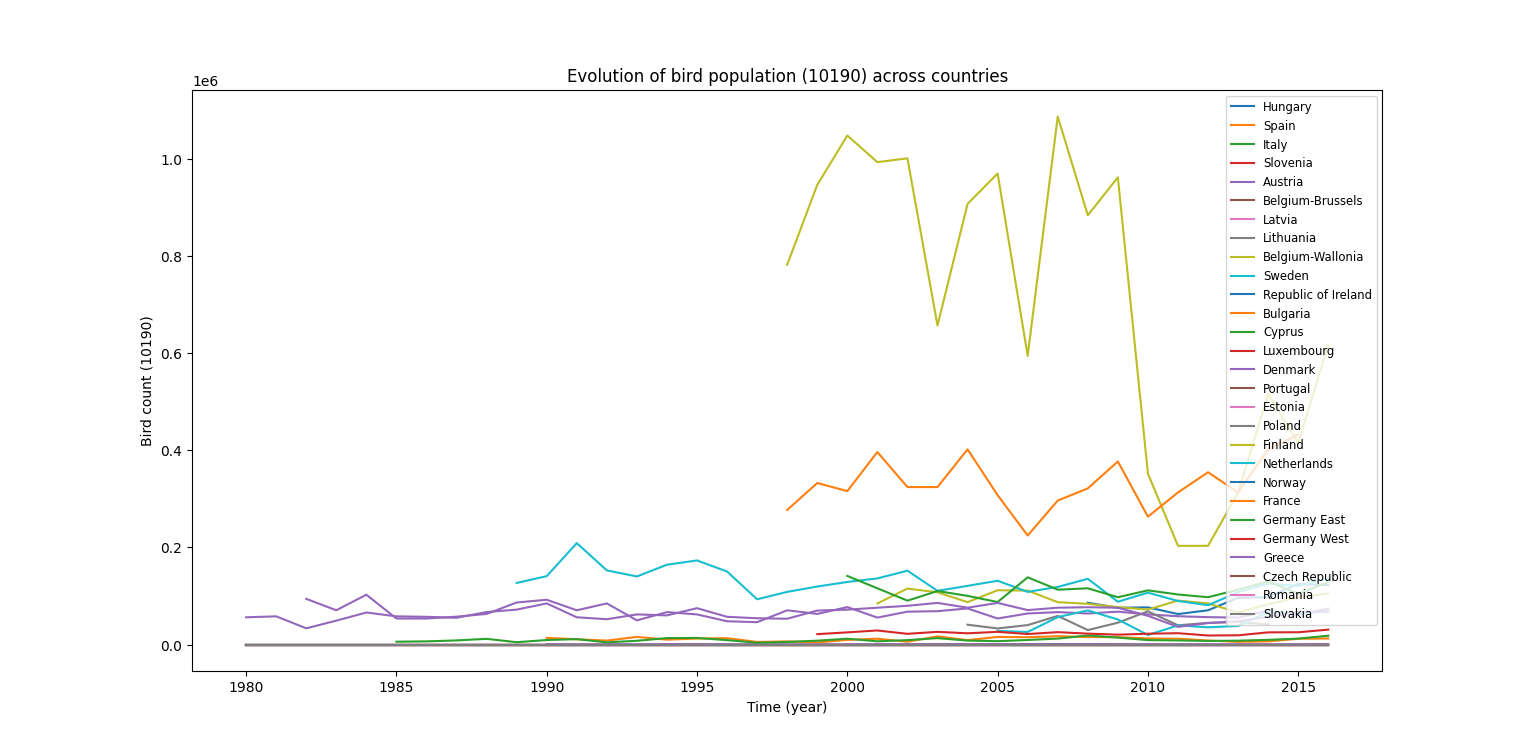 Evolution of bird population (10190) across countries
1e6
1.0
0.8
0.6
0.4
0.2
0.0
Bird count (10190)
1980 1985 1990 1995 2000 2005 2010 2015
Time (year)
Hungary
Spain
Italy
Slovenia
Austria
Belgium-Brussels
Latvia
Lithuania
Belgium-Wallonia
Sweden
Republic of Ireland
Bulgaria
Cyprus
Luxembourg
Denmark
Portugal
Estonia
Poland
Finland
Netherlands
Norway
France
Germany East
Germany West
Greece
Czech Republic
Romania
Slovakia